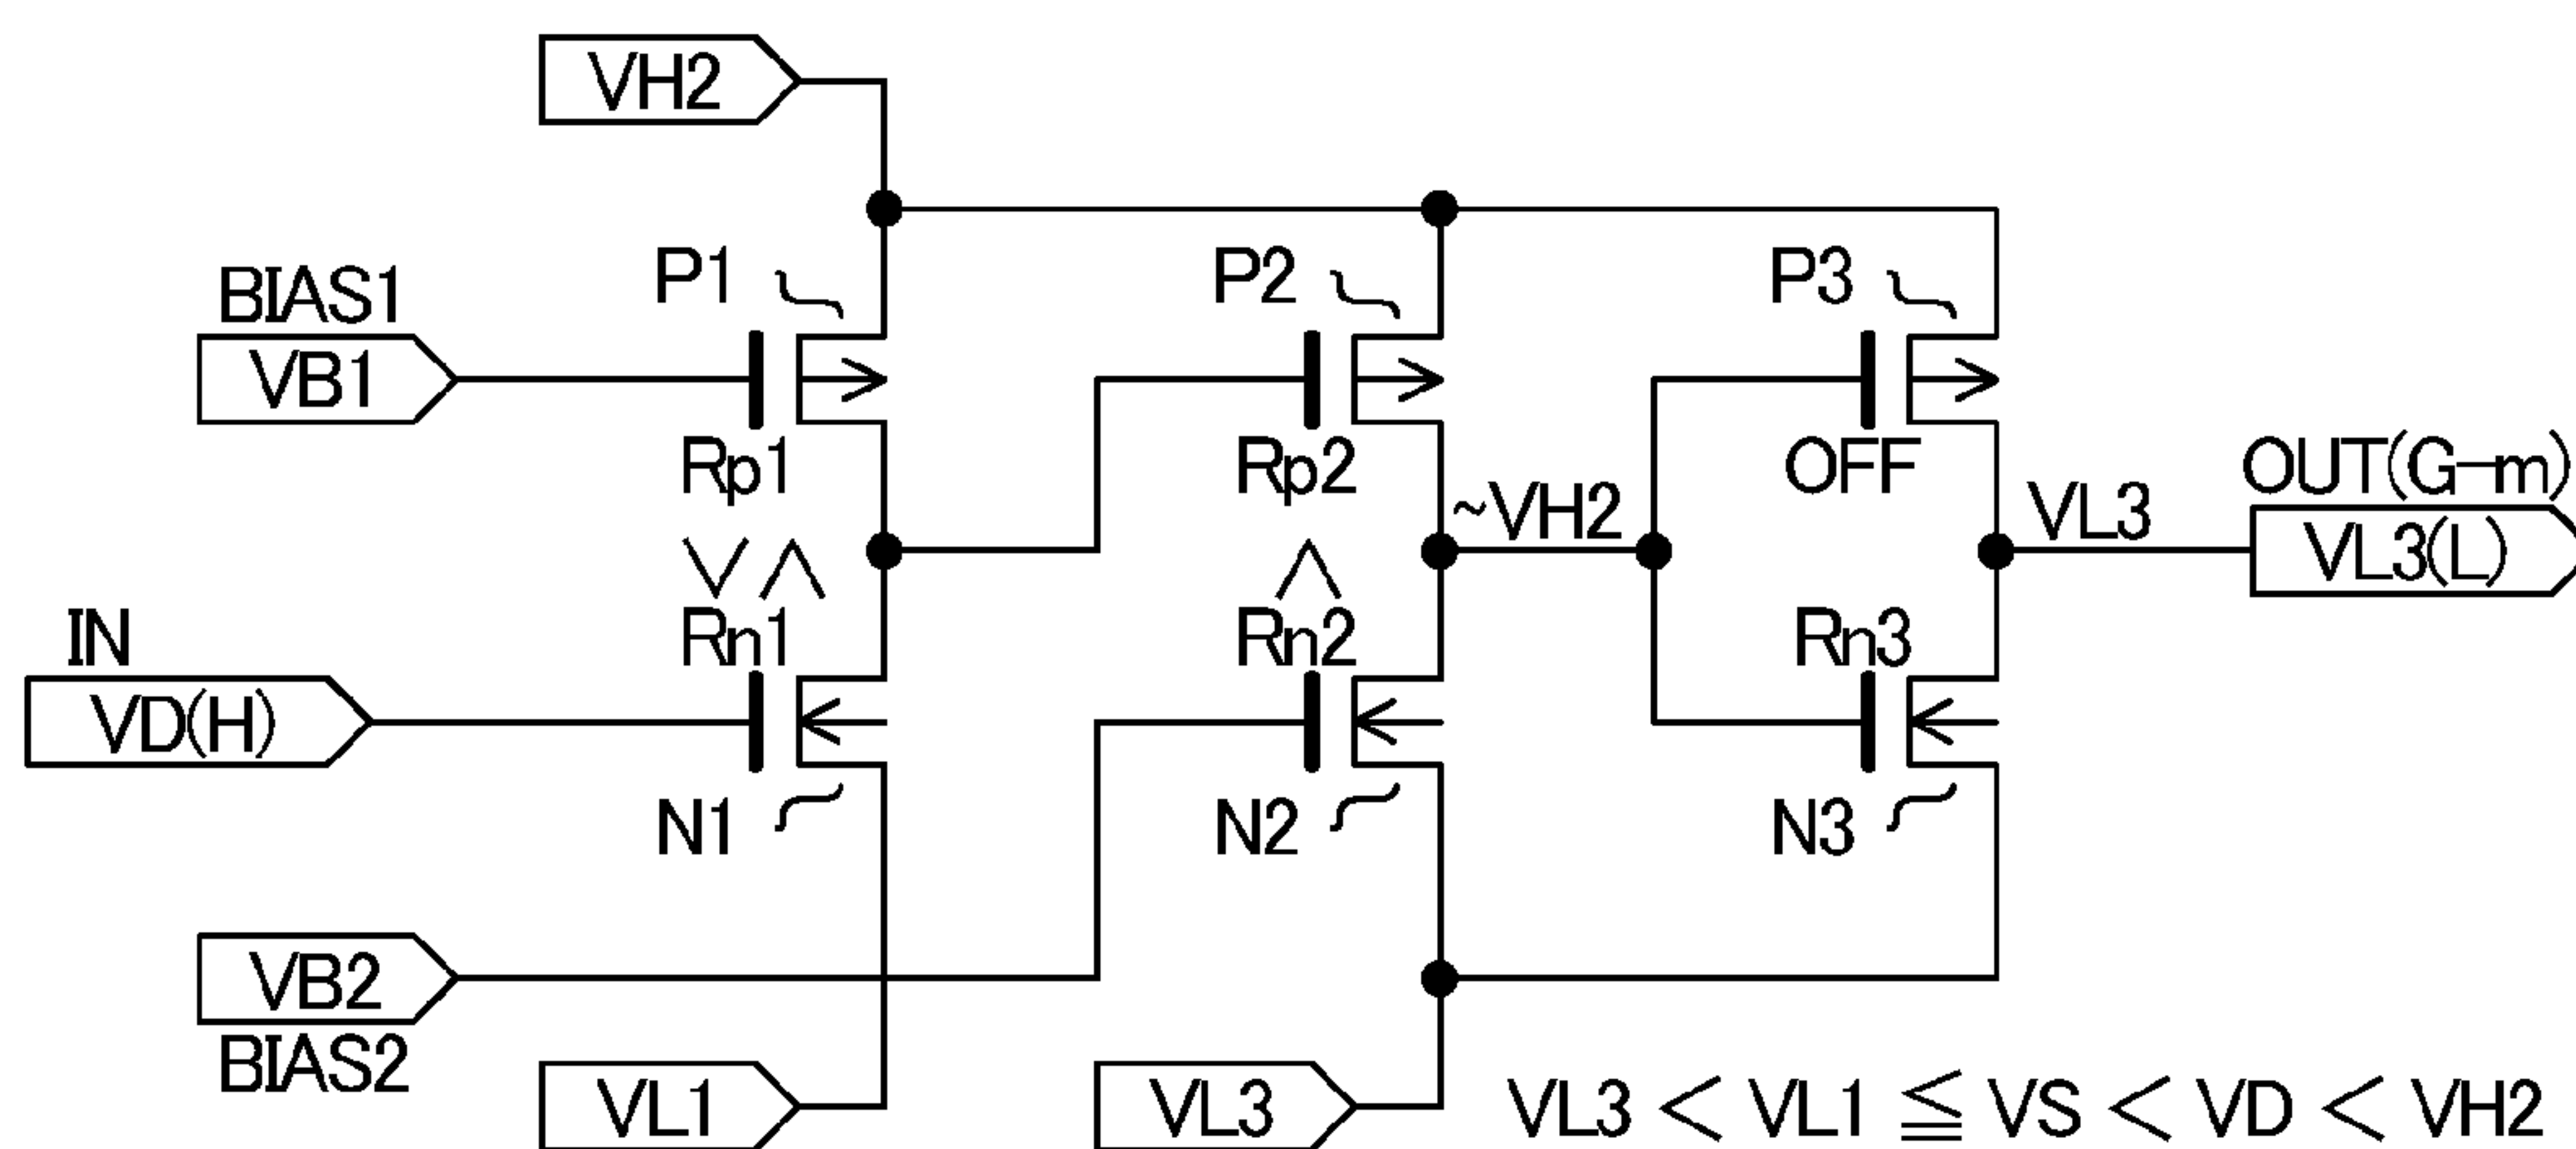 VH2
P1
P2
P3
BIAS1
VB1
Rp1
Rp2
OFF
OUT(G-m)
~VH2
VL3
VL3(L)
∨∧
∧
IN
Rn1
Rn2
Rn3
VD(H)
N1
N2
N3
VB2
BIAS2
VL1
VL3
VL3 < VL1 ≦ VS < VD < VH2